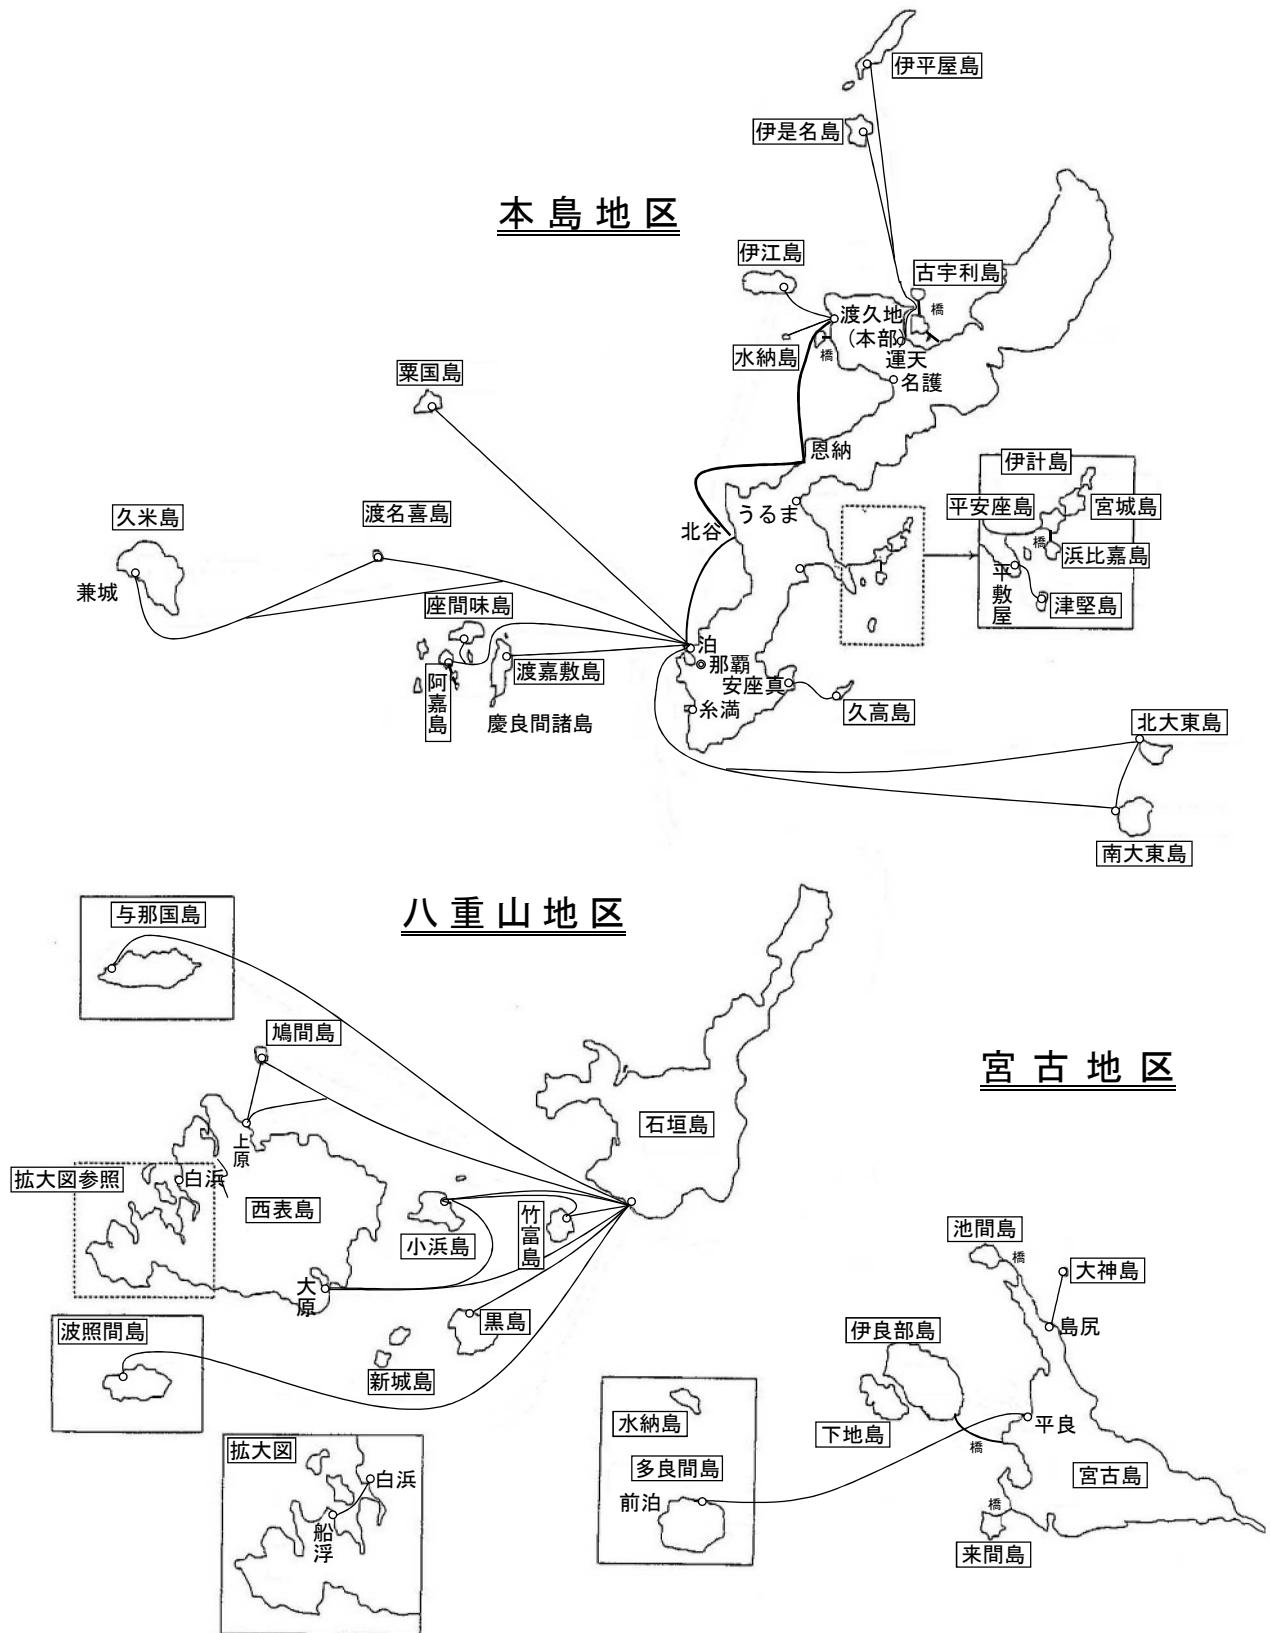 伊平屋島
伊是名島
本島地区
伊江島
古宇利島
橋
渡久地
(本部)
運天
水納島
橋
名護
粟国島
恩納
伊計島
平安座島
宮城島
橋
浜比嘉島
平敷屋
津堅島
うるま
北谷
久米島
兼城
渡名喜島
座間味島
阿嘉島
渡嘉敷島
慶良間諸島
泊
那覇
安座真
糸満
久高島
北大東島
南大東島
八重山地区
与那国島
鳩間島
上原
白浜
拡大図参照
西表島
石垣島
小浜島
竹富島
大原
黒島
新城島
波照間島
拡大図
白浜
船浮
宮古地区
池間島
橋
大神島
島尻
伊良部島
下地島
橋
平良
水納島
多良間島
前泊
宮古島
橋
来間島